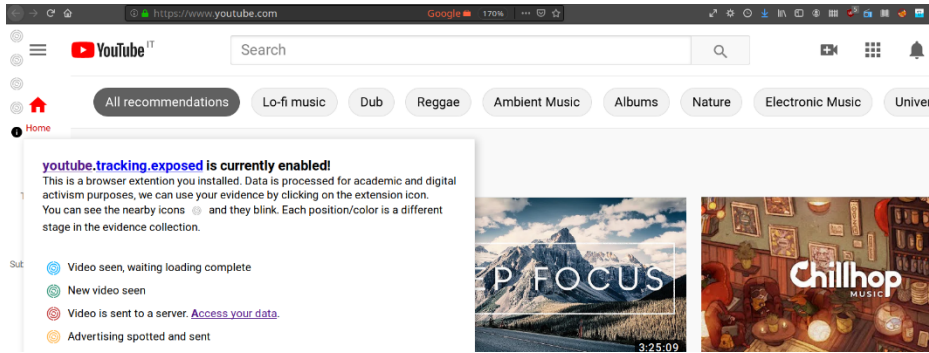 https://www.youtube.com
Google
170%
5
YouTube IT
Search
All recommendations
Lo-fi music
Dub
Reggae
Ambient Music
Albums
Nature
Electronic Music
Univer
Home
youtube.tracking.exposed is currently enabled!
This is a browser extention you installed. Data is processed for academic and digital
activism purposes, we can use your evidence by clicking on the extension icon.
You can see the nearby icons and they blink. Each position/color is a different
stage in the evidence collection.
Sub
Video seen, waiting loading complete
New video seen
Video is sent to a server. Access your data.
Advertising spotted and sent
P FOCUS
3:25:09
Chillhop
MUSIC